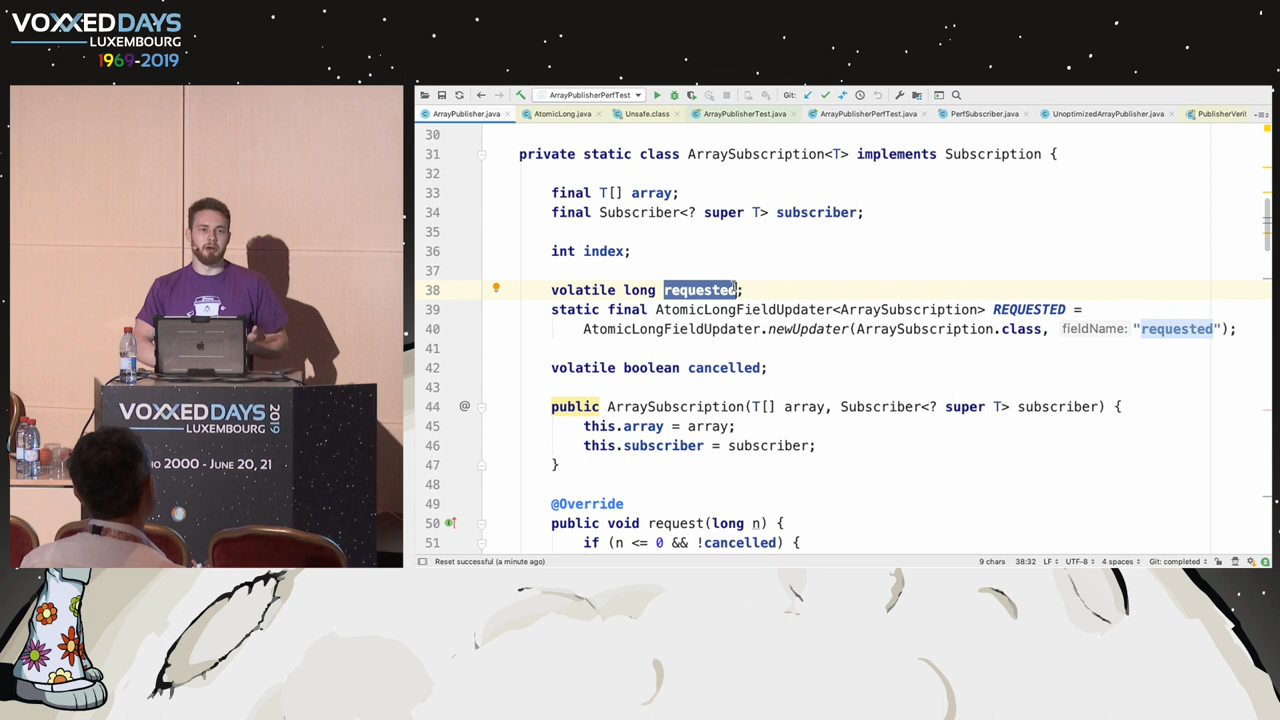 VOXXED DAYS
LUXEMBOURG
1969-2019
ArrayPublisherPerfTest
Git:
ArrayPublisher.java
AtomicLong.java
Unsafe.class
ArrayPublisherTest.java
ArrayPublisherPerfTest.java
PerfSubscriber.java
UnoptimizedArrayPublisher.java
PublisherVeri
30
31 private static class ArraySubscription<T> implements Subscription {
32
33 final T[] array;
34 final Subscriber<? super T> subscriber;
35
36 int index;
37
38 volatile long requested;
39 static final AtomicLongFieldUpdater<ArraySubscription> REQUESTED =
40 AtomicLongFieldUpdater.newUpdater(ArraySubscription.class, fieldName: "requested");
41
42 volatile boolean cancelled;
43
44 @ public ArraySubscription(T[] array, Subscriber<? super T> subscriber) {
45 this.array = array;
46 this.subscriber = subscriber;
47 }
48
49 @Override
50 public void request(long n) {
51 if (n <= 0 && !cancelled) {
Reset successful (a minute ago)
9 chars 38:32 LF UTF-8 4 spaces Git: completed
VOXXED DAYS
LUXEMBOURG
2019
2000 - JUNE 20, 21